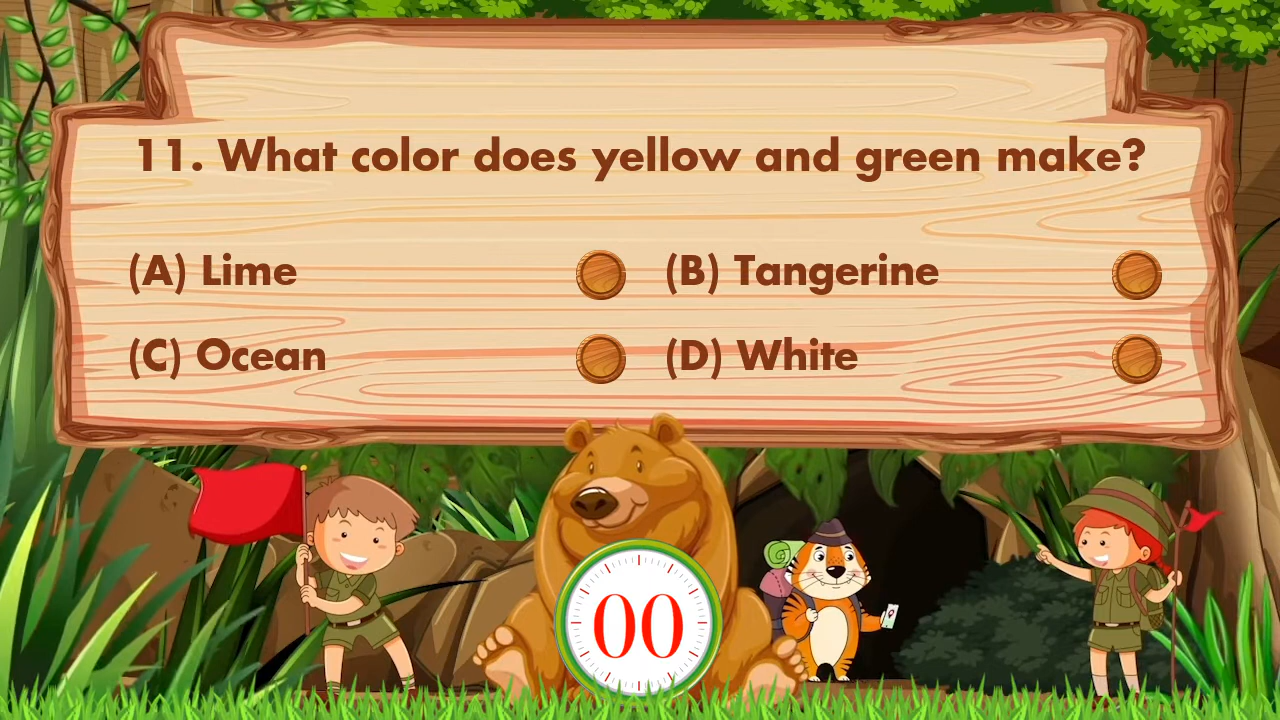 11. What color does yellow and green make?
(A) Lime
(B) Tangerine
(C) Ocean
(D) White
00